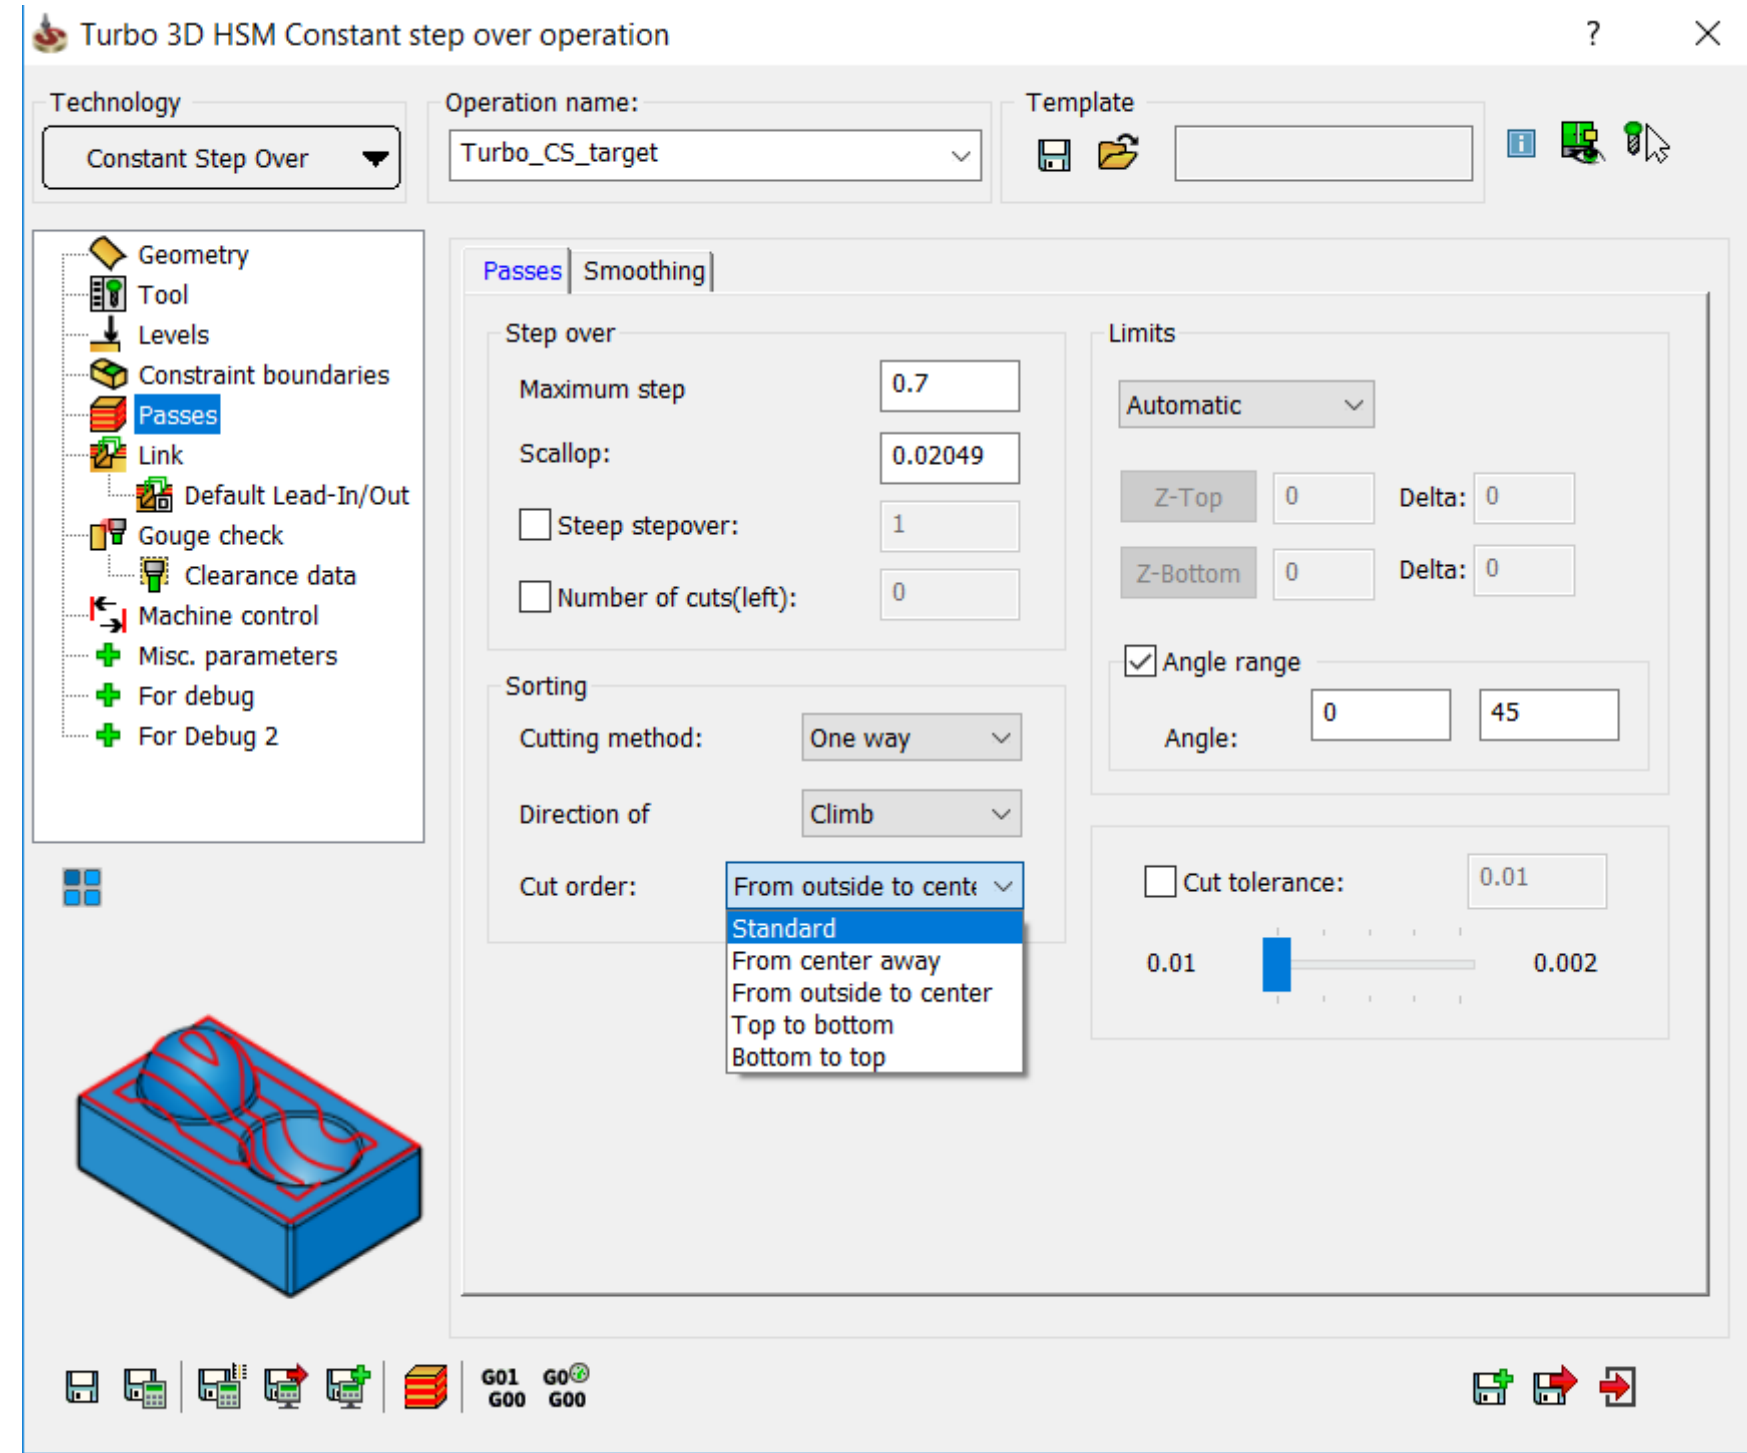 Turbo 3D HSM Constant step over operation
?
Technology
Constant Step Over
Operation name:
Turbo_CS_target
Template
Geometry
Tool
Levels
Constraint boundaries
Passes
Link
Default Lead-In/Out
Gouge check
Clearance data
Machine control
Misc. parameters
For debug
For Debug 2
Passes
Smoothing
Step over
Maximum step
0.7
Scallop:
0.02049
Steep stepover:
1
Number of cuts(left):
0
Sorting
Cutting method:
One way
Direction of
Climb
Cut order:
From outside to cente
Standard
From center away
From outside to center
Top to bottom
Bottom to top
Limits
Automatic
Z-Top
0
Delta:
0
Z-Bottom
0
Delta:
0
Angle range
Angle:
0
45
Cut tolerance:
0.01
0.01
0.002
G01
G00
G0
G00